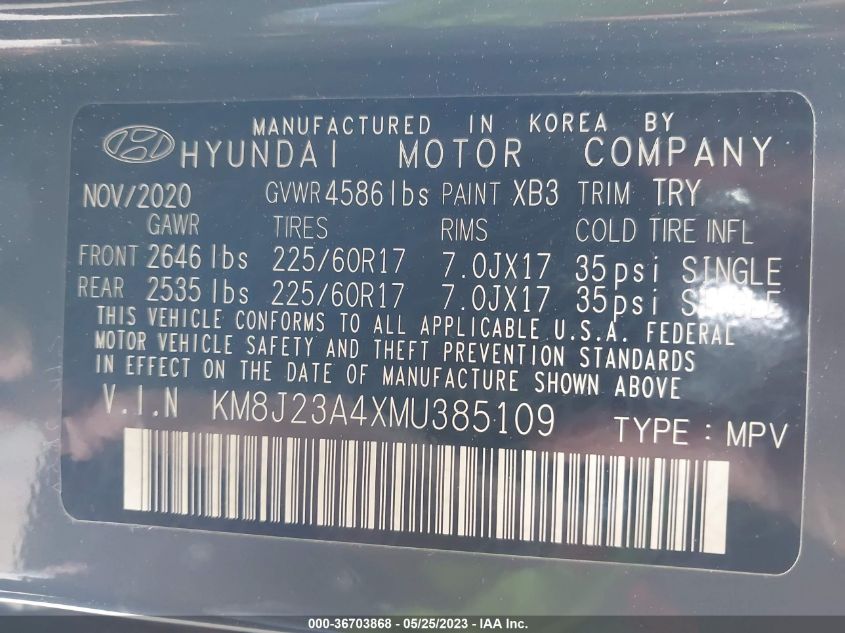 MANUFACTURED IN KOREA BY
HYUNDAI MOTOR COMPANY
NOV/2020 GVWR 4586 lbs PAINT XB3 TRIM TRY
GAWR TIRES RIMS COLD TIRE INFL
FRONT 2646 lbs 225/60R17 7.0JX17 35psi SINGLE
REAR 2535 lbs 225/60R17 7.0JX17 35psi SINGLE
THIS VEHICLE CONFORMS TO ALL APPLICABLE U.S.A. FEDERAL
MOTOR VEHICLE SAFETY AND THEFT PREVENTION STANDARDS
IN EFFECT ON THE DATE OF MANUFACTURE SHOWN ABOVE
V.I.N KM8J23A4XMU385109 TYPE : MPV
000-36703868 - 05/25/2023 - IAA Inc.